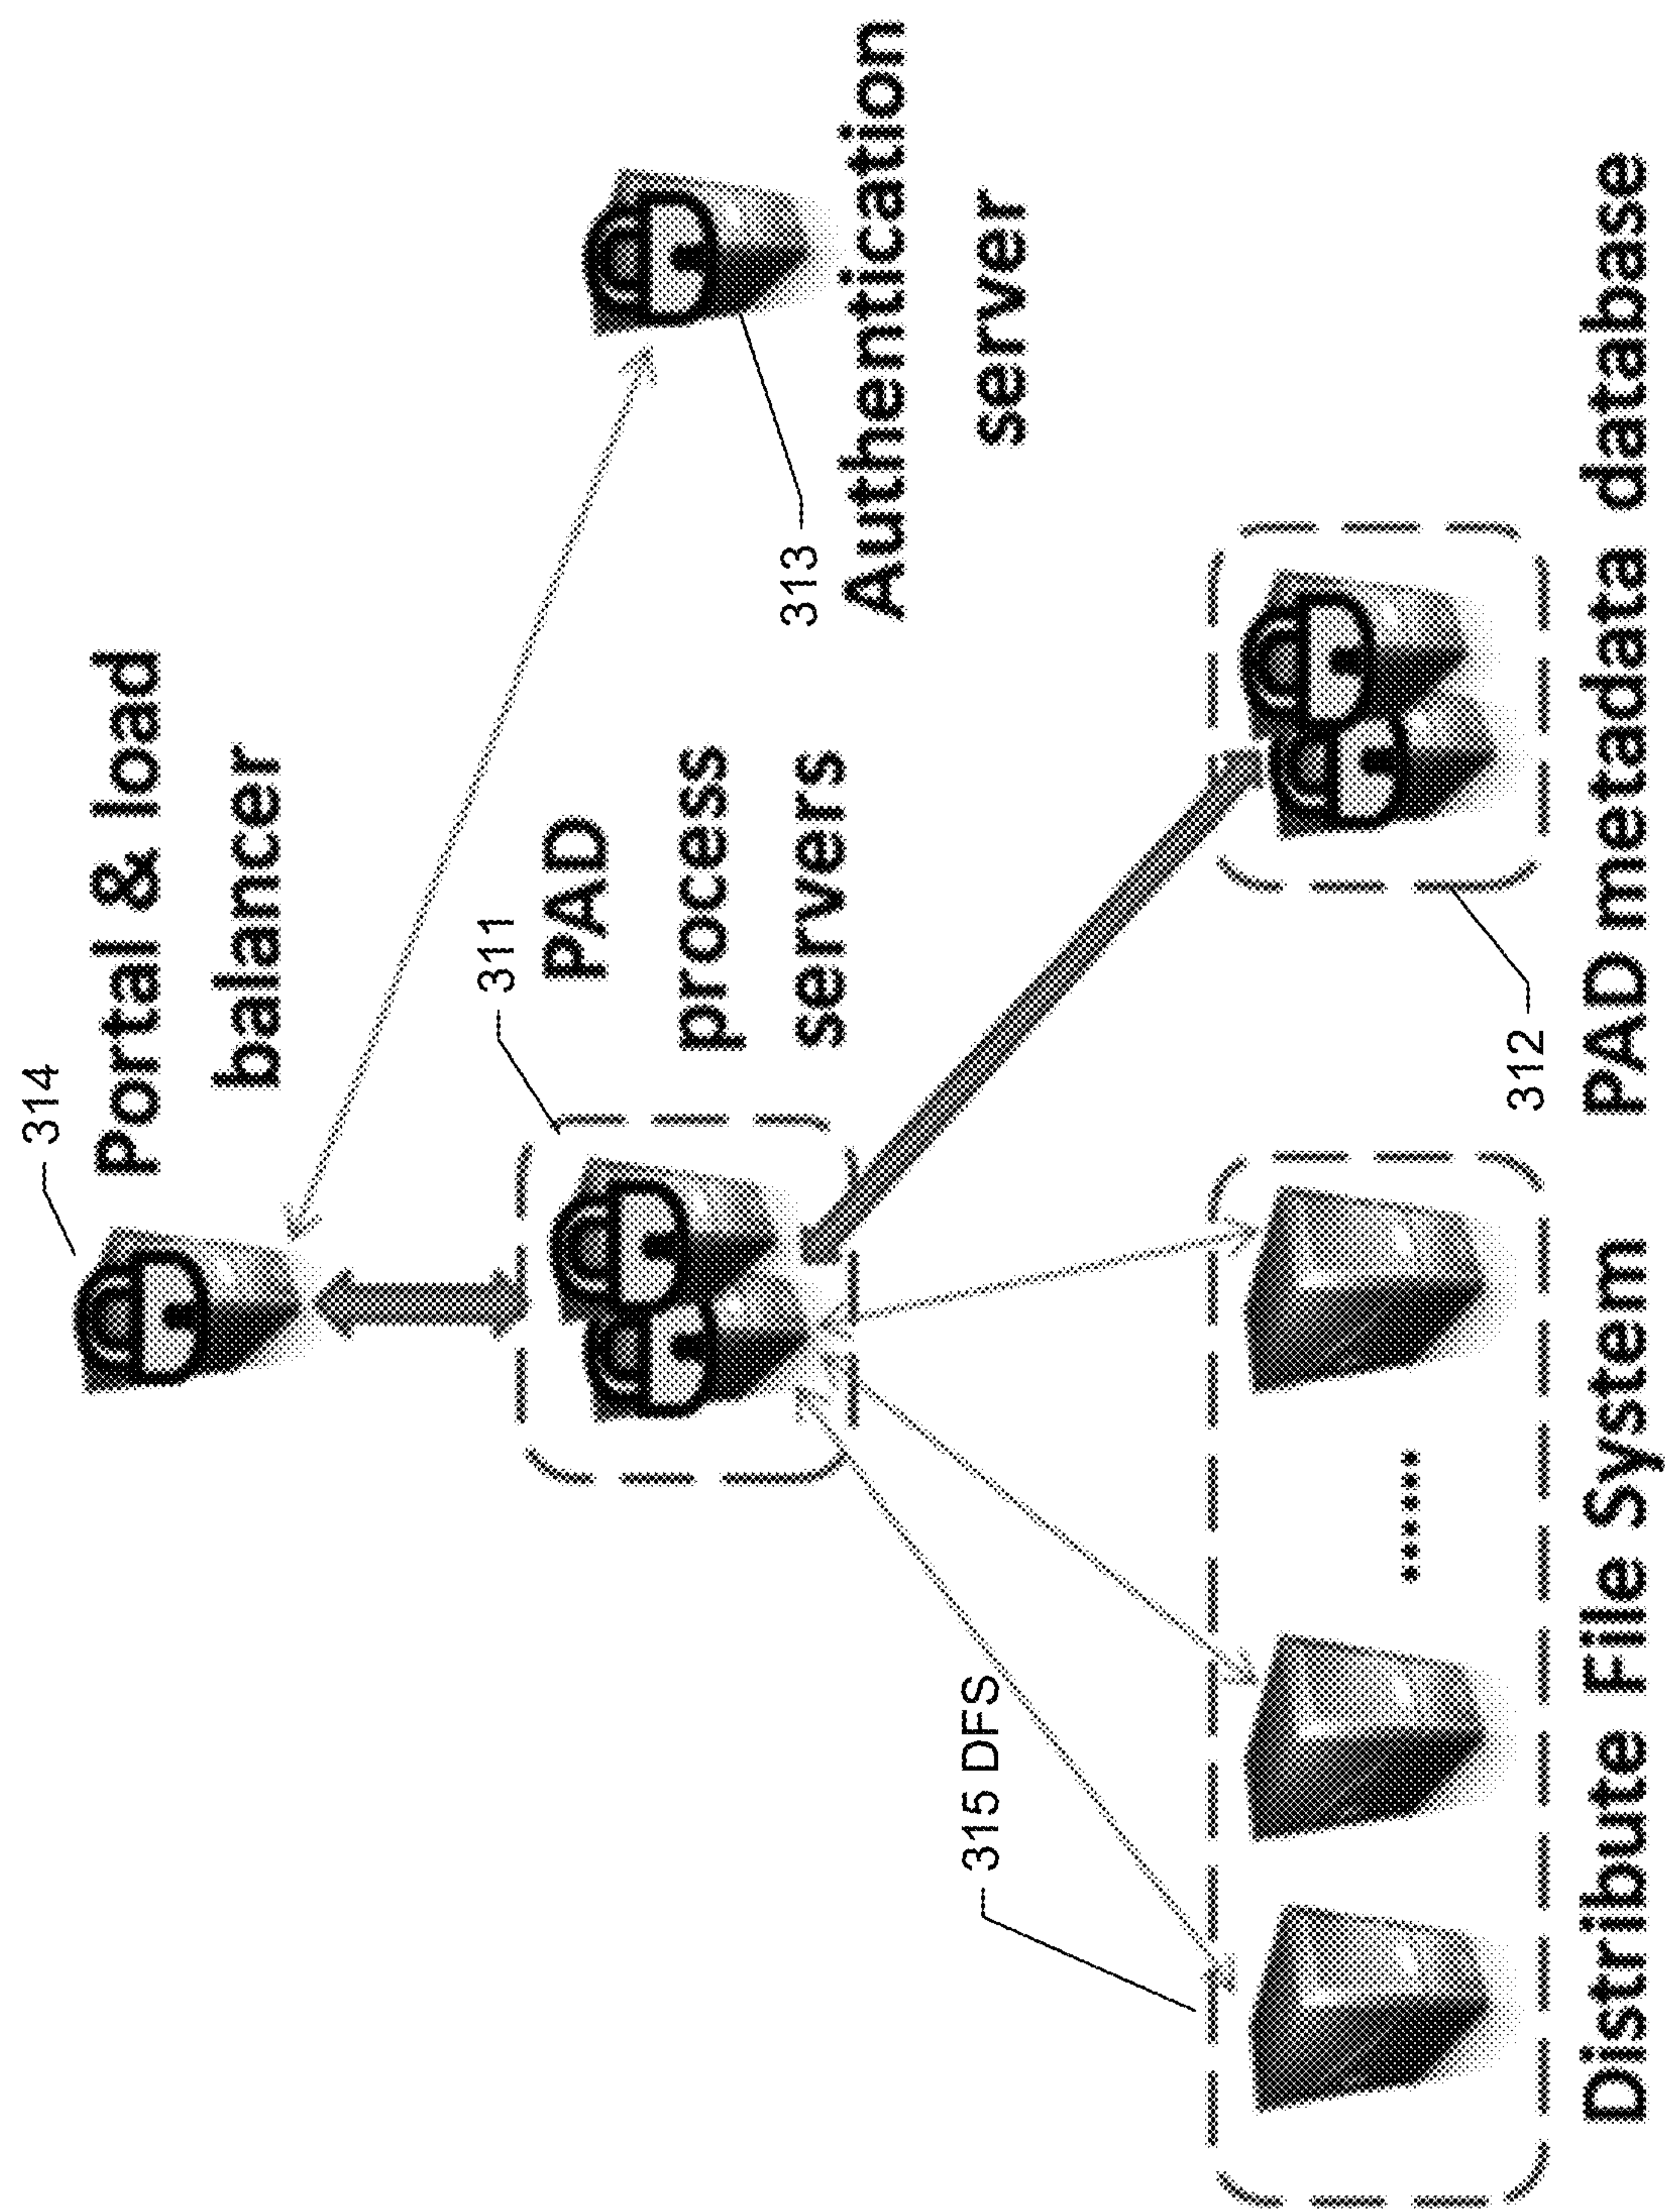 314
Portal & load
balancer
311
PAD
process
servers
313
Authentication
server
315 DFS
312
Distribute File System
PAD metadata database